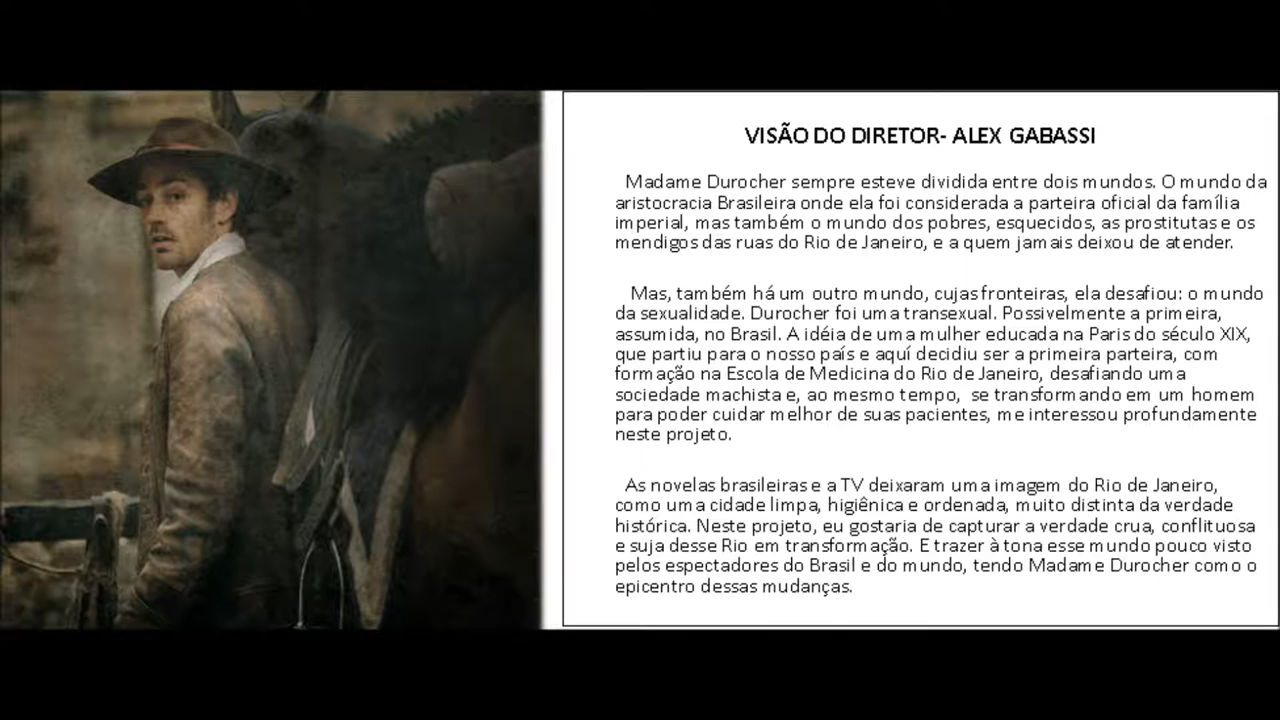 VISÃO DO DIRETOR- ALEX GABASSI
Madame Durocher sempre esteve dividida entre dois mundos. O mundo da
aristocracia Brasileira onde ela foi considerada a parteira oficial da família
imperial, mas também o mundo dos pobres, esquecidos, as prostitutas e os
mendigos das ruas do Rio de Janeiro, e a quem jamais deixou de atender.
Mas, também há um outro mundo, cujas fronteiras, ela desafiou: o mundo
da sexualidade. Durocher foi uma transexual. Possivelmente a primeira,
assumida, no Brasil. A idéia de uma mulher educada na Paris do século XIX,
que partiu para o nosso país e aquí decidiu ser a primeira parteira, com
formação na Escola de Medicina do Rio de Janeiro, desafiando uma
sociedade machista e, ao mesmo tempo, se transformando em um homem
para poder cuidar melhor de suas pacientes, me interessou profundamente
neste projeto.
As novelas brasileiras e a TV deixaram uma imagem do Rio de Janeiro,
como uma cidade limpa, higiênica e ordenada, muito distinta da verdade
histórica. Neste projeto, eu gostaria de capturar a verdade crua, conflituosa
e suja desse Rio em transformação. E trazer à tona esse mundo pouco visto
pelos espectadores do Brasil e do mundo, tendo Madame Durocher como o
epicentro dessas mudanças.